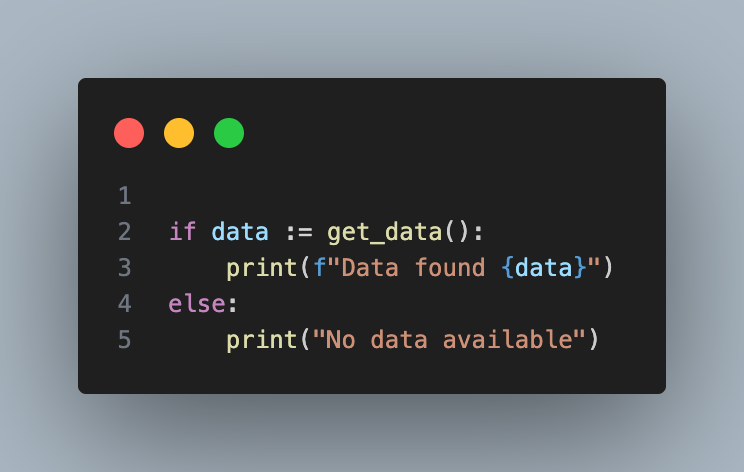 1
2 if data := get_data():
3     print(f"Data found {data}")
4 else:
5     print("No data available")